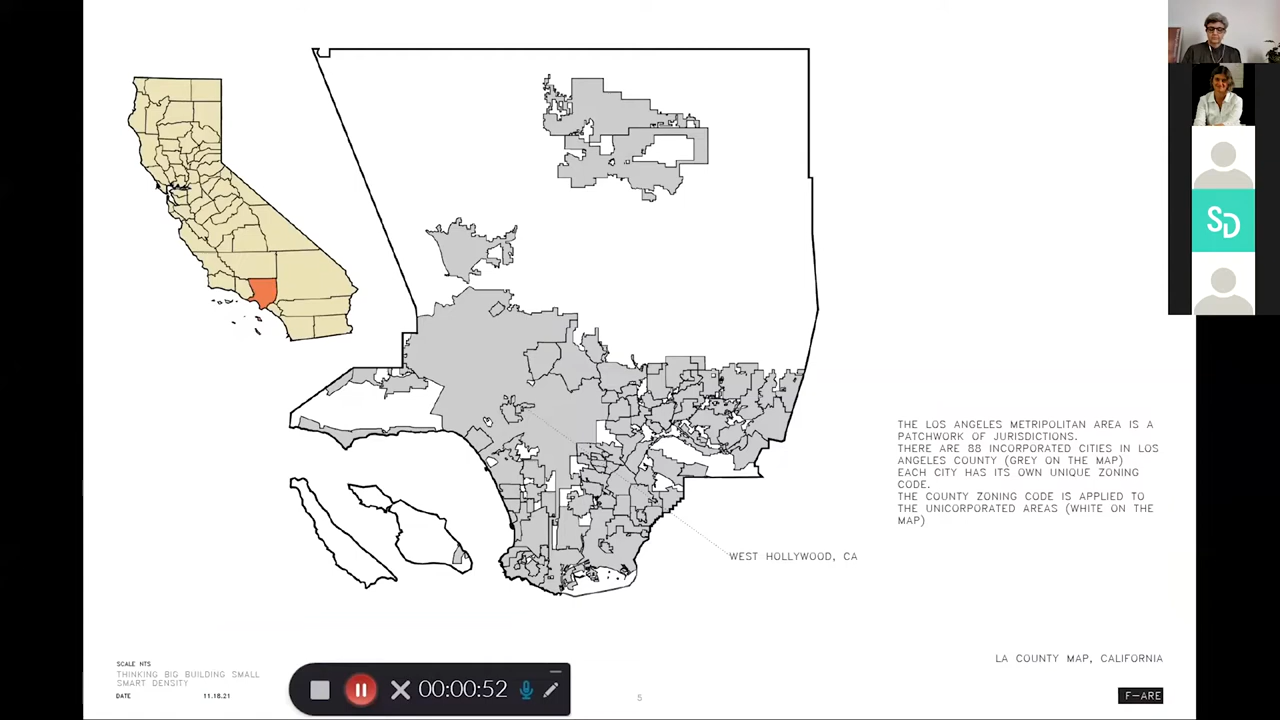 SD
THE LOS ANGELES METRIPOLITAN AREA IS A
PATCHWORK OF JURISDICTIONS.
THERE ARE 88 INCORPORATED CITIES IN LOS
ANGELES COUNTY (GREY ON THE MAP)
EACH CITY HAS ITS OWN UNIQUE ZONING
CODE.
THE COUNTY ZONING CODE IS APPLIED TO
THE UNICORPORATED AREAS (WHITE ON THE
MAP)
WEST HOLLYWOOD, CA
LA COUNTY MAP, CALIFORNIA
SCALE NTS
THINKING BIG BUILDING SMALL
SMART DENSITY
DATE 11.18.21
00:00:52
5
F-ARE